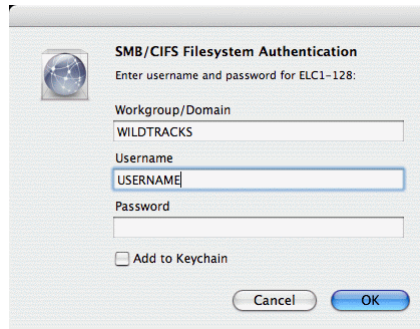 SMB/CIFS Filesystem Authentication
Enter username and password for ELC1-128:
Workgroup/Domain
WILDTRACKS
Username
USERNAME
Password
Add to Keychain
Cancel
OK